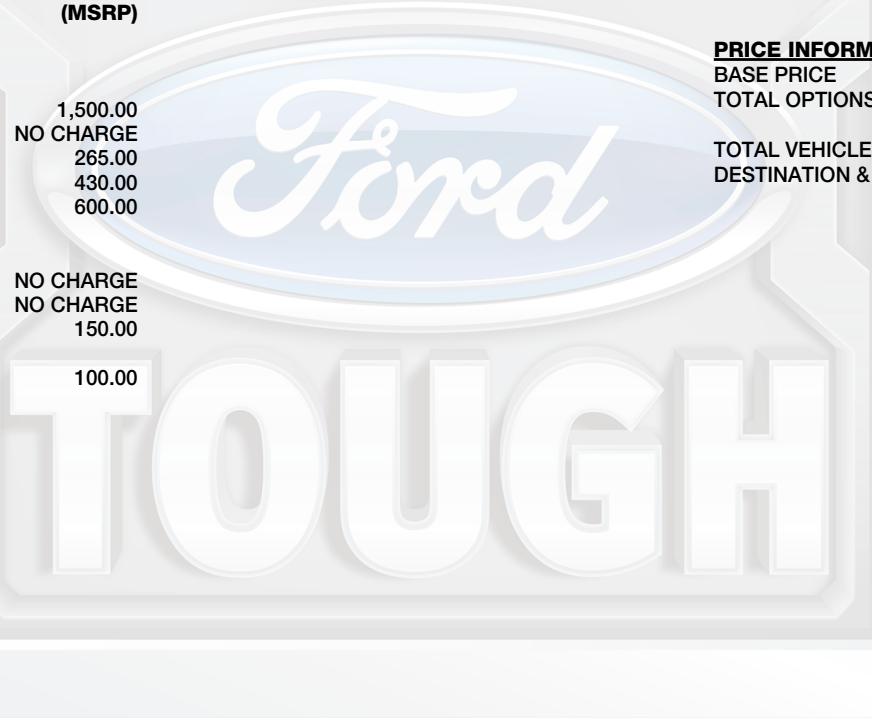 (MSRP)
1,500.00
NO CHARGE
265.00
430.00
600.00
NO CHARGE
NO CHARGE
150.00
100.00
PRICE INFORM
BASE PRICE
TOTAL OPTIONS
TOTAL VEHICLE
DESTINATION &
Ford
TOUGH